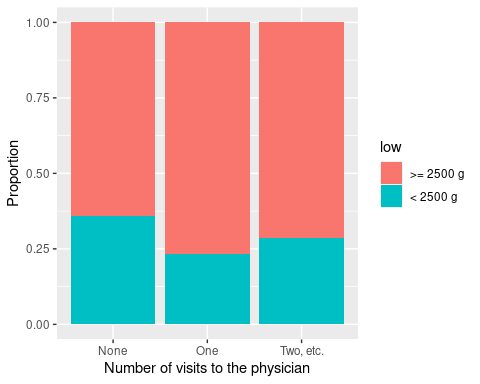 1.00
0.75
0.50
0.25
0.00
Proportion
None
One
Two, etc.
Number of visits to the physician
low
>= 2500 g
< 2500 g